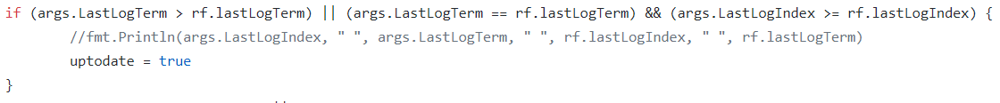 if (args.LastLogTerm > rf.lastLogTerm) || (args.LastLogTerm == rf.lastLogTerm) && (args.LastLogIndex >= rf.lastLogIndex) {
//fmt.Println(args.LastLogIndex, " ", args.LastLogTerm, " ", rf.lastLogIndex, " ", rf.lastLogTerm)
uptodate = true
}